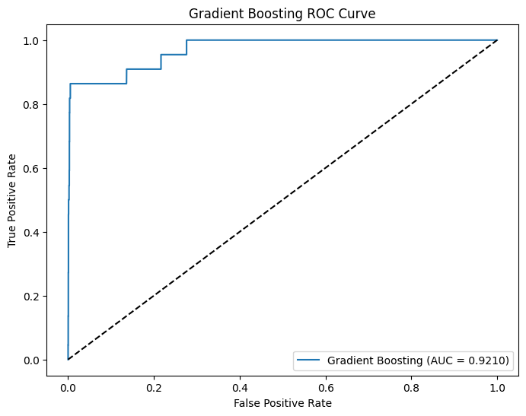 Gradient Boosting ROC Curve
1.0
0.8
0.6
0.4
0.2
0.0
True Positive Rate
Gradient Boosting (AUC = 0.9210)
0.0 0.2 0.4 0.6 0.8 1.0
False Positive Rate